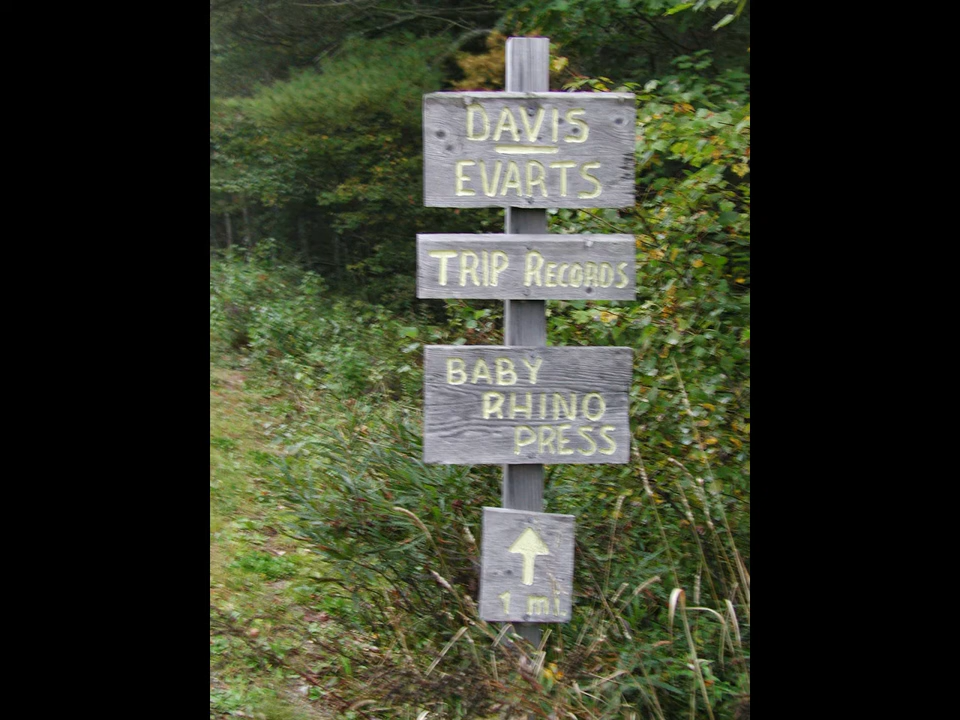 DAVIS
EVARTS
TRIP RECORDS
BABY
RHINO
PRESS
1 mi.